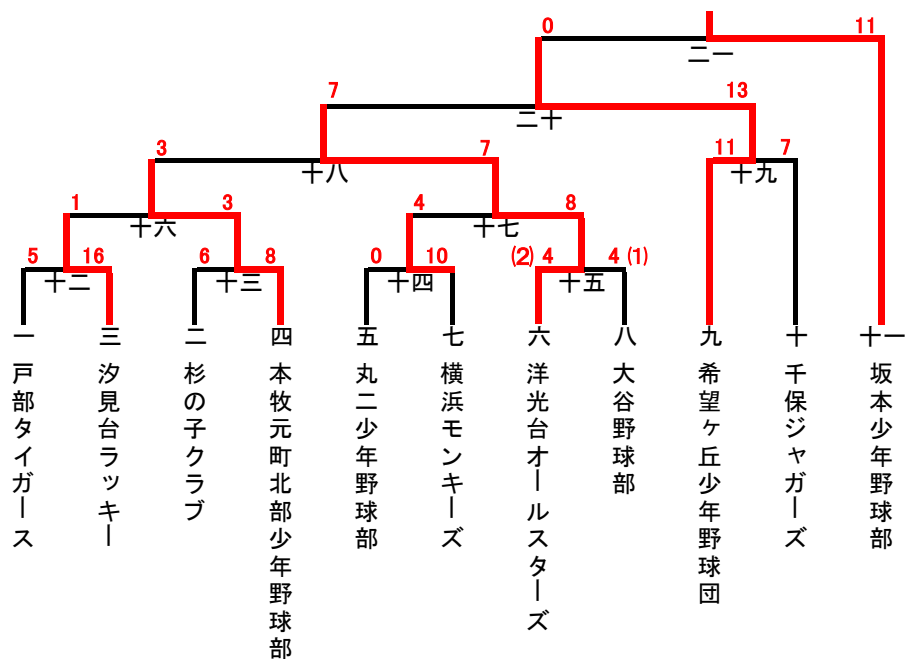 0 11
二一
7 13
二十
3 7 11 7
十八 十九
1 3 4 8
十六 十七
5 16 6 8 0 10 (2) 4 4 (1)
十二 十三 十四 十五
一 戸部タイガース
三 汐見台ラッキー
二 杉の子クラブ
四 本牧元町北部少年野球部
五 丸二少年野球部
七 横浜モンキーズ
六 洋光台オールスターズ
八 大谷野球部
九 希望ヶ丘少年野球団
十 千保ジャガーズ
十一 坂本少年野球部